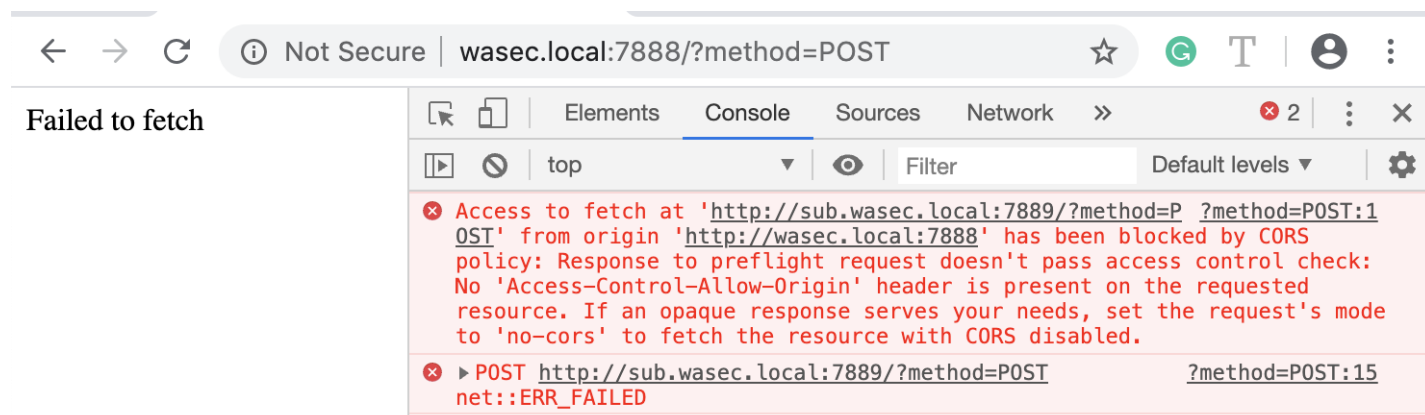 Not Secure | wasec.local:7888/?method=POST
Failed to fetch
Elements Console Sources Network » 2
top ▼ Filter Default levels ▼
Access to fetch at 'http://sub.wasec.local:7889/?method=P ?method=POST:1
OST' from origin 'http://wasec.local:7888' has been blocked by CORS
policy: Response to preflight request doesn't pass access control check:
No 'Access-Control-Allow-Origin' header is present on the requested
resource. If an opaque response serves your needs, set the request's mode
to 'no-cors' to fetch the resource with CORS disabled.
▶ POST http://sub.wasec.local:7889/?method=POST ?method=POST:15
net::ERR_FAILED